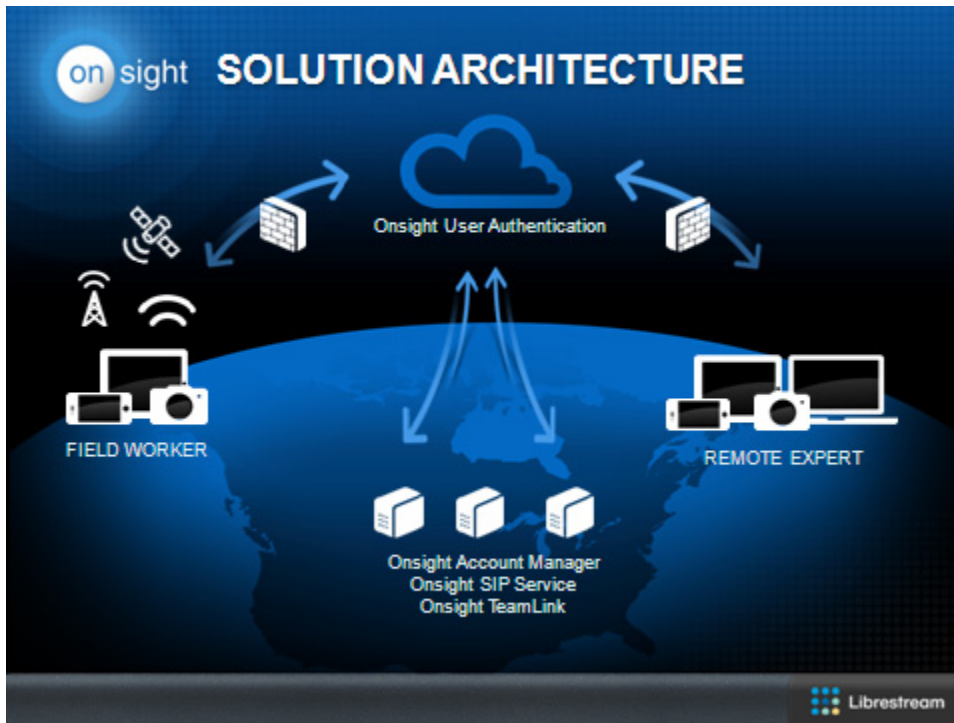 on sight
SOLUTION ARCHITECTURE
Onsight User Authentication
FIELD WORKER
REMOTE EXPERT
Onsight Account Manager
Onsight SIP Service
Onsight TeamLink
Librestream